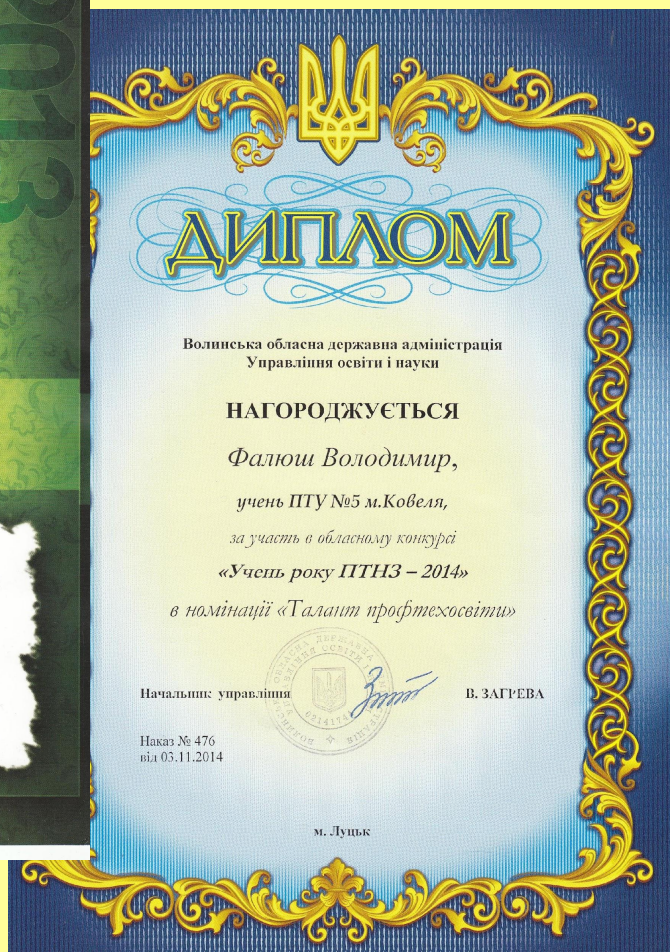 2013
ДИПЛОМ
Волинська обласна державна адміністрація
Управління освіти і науки
НАГОРОДЖУЄТЬСЯ
Фалюш Володимир,
учень ПТУ №5 м.Ковеля,
за участь в обласному конкурсі
«Учень року ПТНЗ – 2014»
в номінації «Талант профтехосвіти»
Начальник управління
В. ЗАГРЕВА
Наказ № 476
від 03.11.2014
м. Луцьк